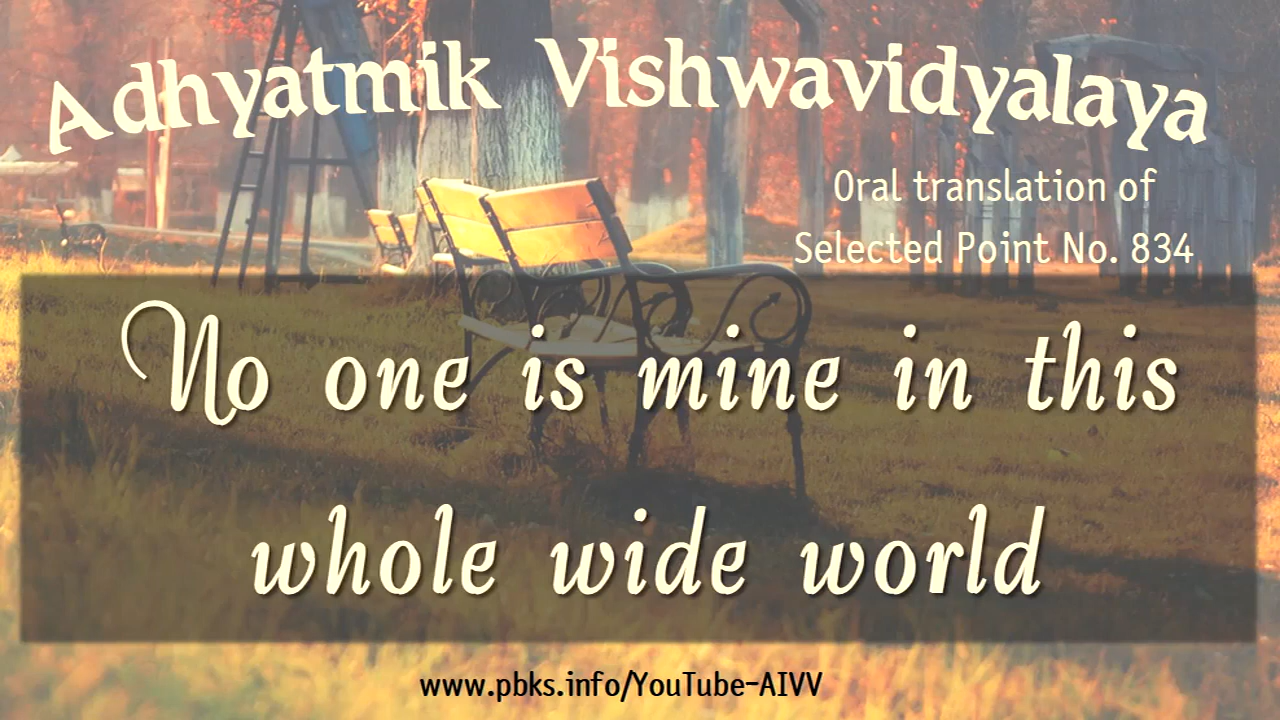 Adhyatmik Vishwavidyalaya
Oral translation of
Selected Point No. 834
No one is mine in this
whole wide world
www.pbks.info/YouTube-AIVV